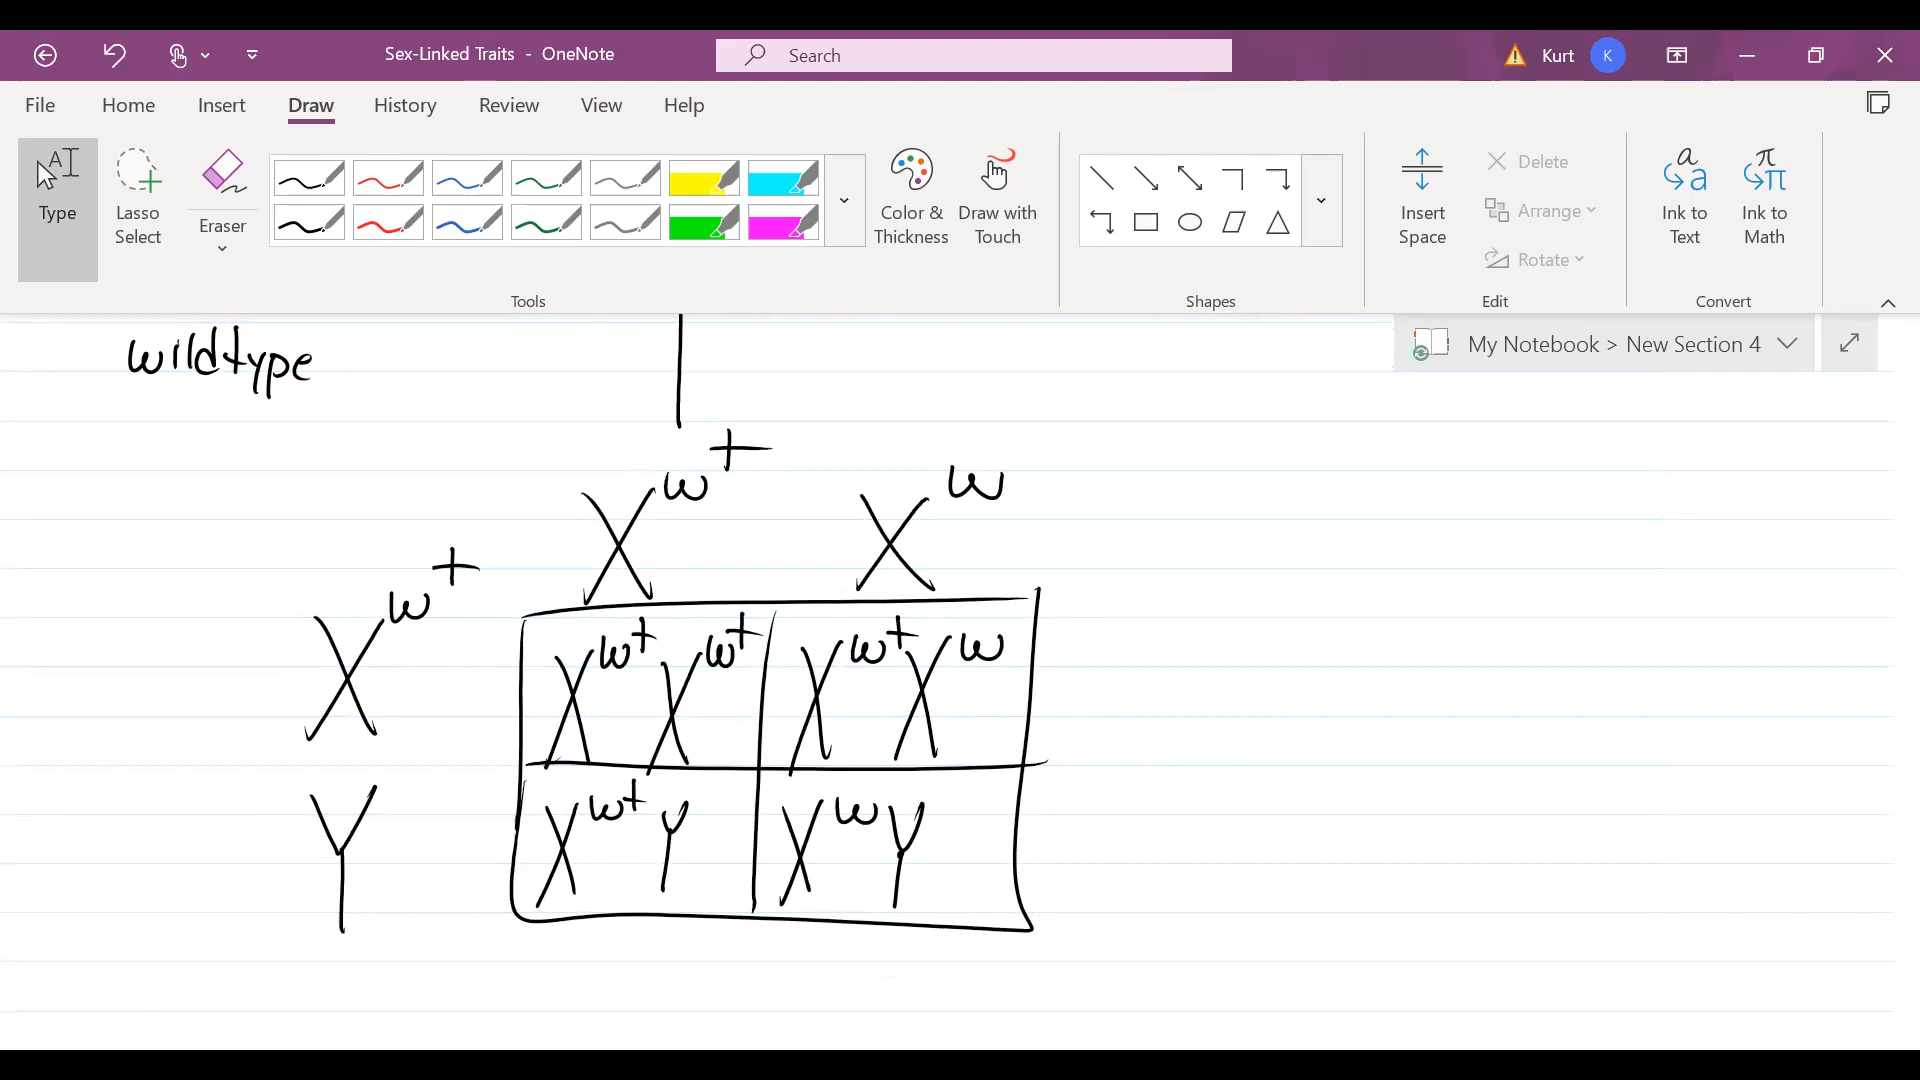 Sex-Linked Traits - OneNote
Search
Kurt
K
File Home Insert Draw History Review View Help
Type
Lasso Select
Eraser
Color & Thickness
Draw with Touch
Insert Space
Delete
Arrange
Rotate
Ink to Text
Ink to Math
Tools
Shapes
Edit
Convert
My Notebook > New Section 4
wildtype
X^w+ X^w
X^w+
X^w+ X^w+ X^w+ X^w
Y
X^w+ Y X^w Y